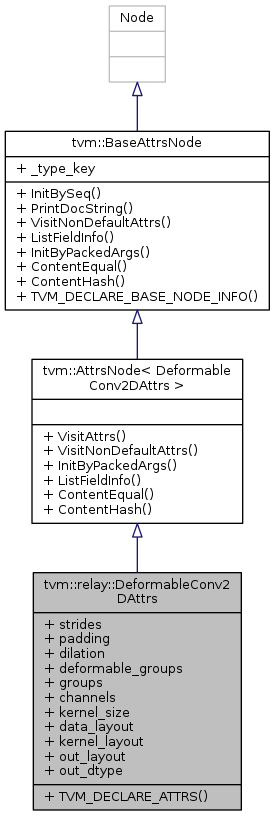 Node
tvm::BaseAttrsNode
+ _type_key
+ InitBySeq()
+ PrintDocString()
+ VisitNonDefaultAttrs()
+ ListFieldInfo()
+ InitByPackedArgs()
+ ContentEqual()
+ ContentHash()
+ TVM_DECLARE_BASE_NODE_INFO()
tvm::AttrsNode< Deformable
Conv2DAttrs >
+ VisitAttrs()
+ VisitNonDefaultAttrs()
+ InitByPackedArgs()
+ ListFieldInfo()
+ ContentEqual()
+ ContentHash()
tvm::relay::DeformableConv2
DAttrs
+ strides
+ padding
+ dilation
+ deformable_groups
+ groups
+ channels
+ kernel_size
+ data_layout
+ kernel_layout
+ out_layout
+ out_dtype
+ TVM_DECLARE_ATTRS()